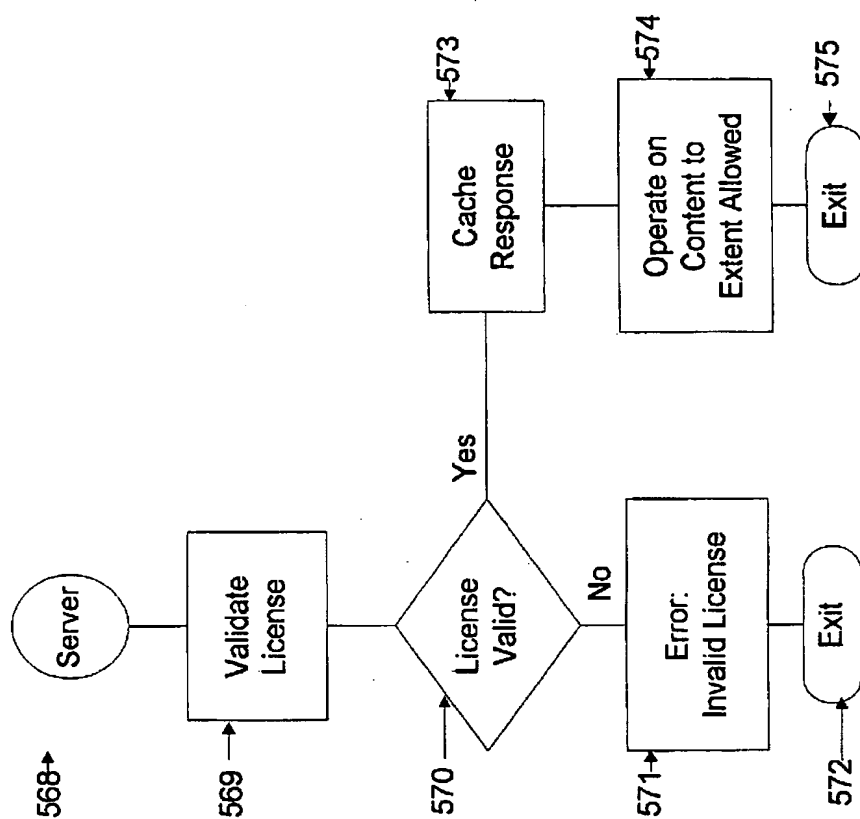 568
Server
569
Validate
License
570
License
Valid?
Yes
No
573
Cache
Response
574
Operate on
Content to
Extent Allowed
575
Exit
571
Error:
Invalid License
572
Exit